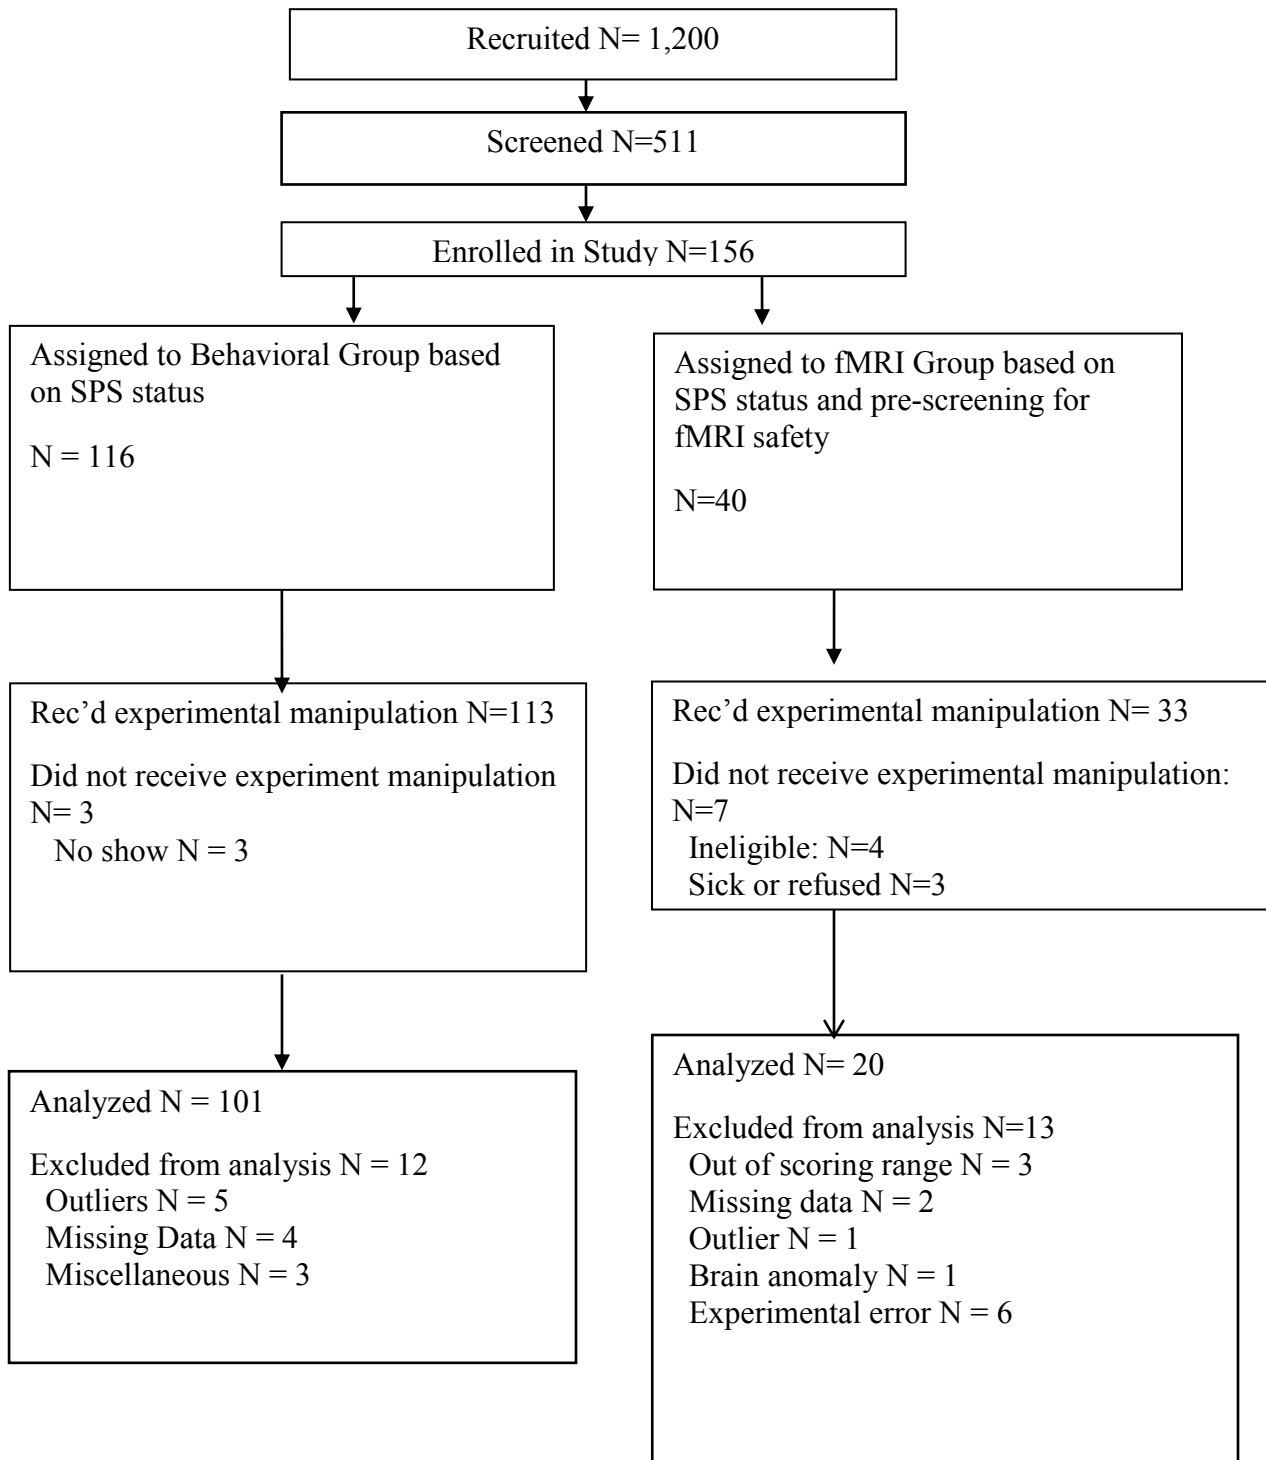 Recruited N= 1,200
Screened N=511
Enrolled in Study N=156
Assigned to Behavioral Group based
on SPS status
N = 116
Assigned to fMRI Group based on
SPS status and pre-screening for
fMRI safety
N=40
Rec'd experimental manipulation N=113
Did not receive experiment manipulation
N= 3
No show N = 3
Rec'd experimental manipulation N= 33
Did not receive experimental manipulation:
N=7
Ineligible: N=4
Sick or refused N=3
Analyzed N = 101
Excluded from analysis N = 12
Outliers N = 5
Missing Data N = 4
Miscellaneous N = 3
Analyzed N= 20
Excluded from analysis N=13
Out of scoring range N = 3
Missing data N = 2
Outlier N = 1
Brain anomaly N = 1
Experimental error N = 6